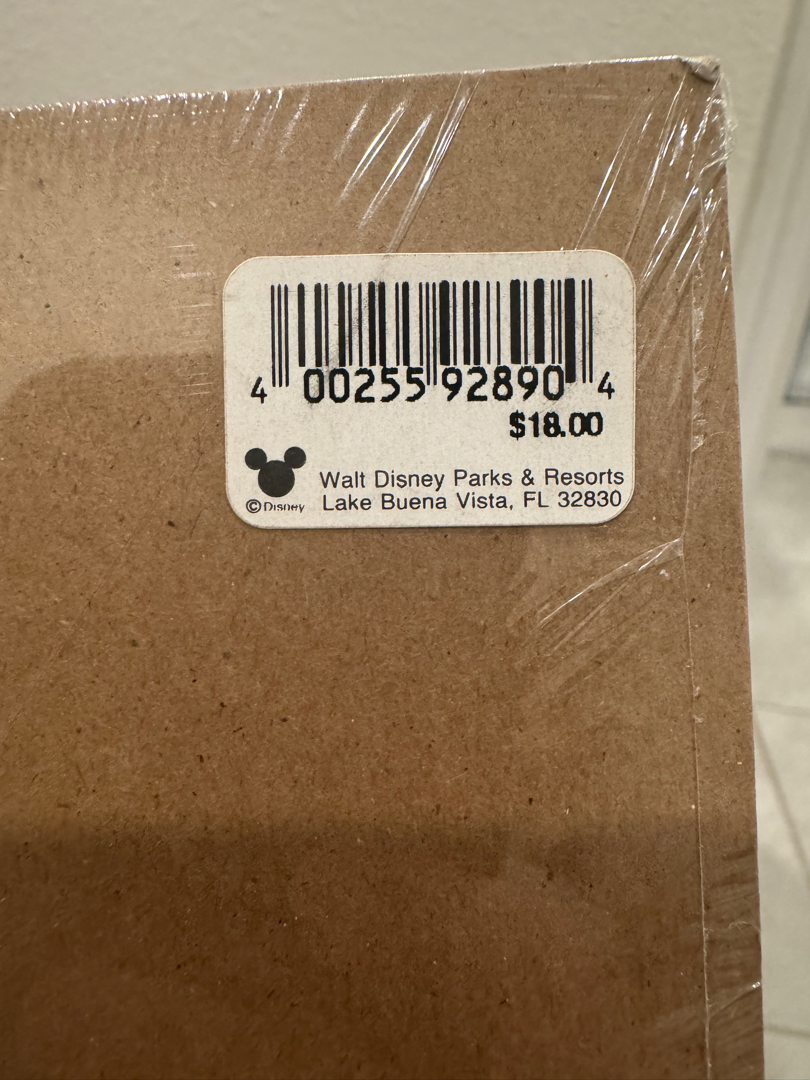 4 00255 92890 4
$18.00
Walt Disney Parks & Resorts
©Disney Lake Buena Vista, FL 32830